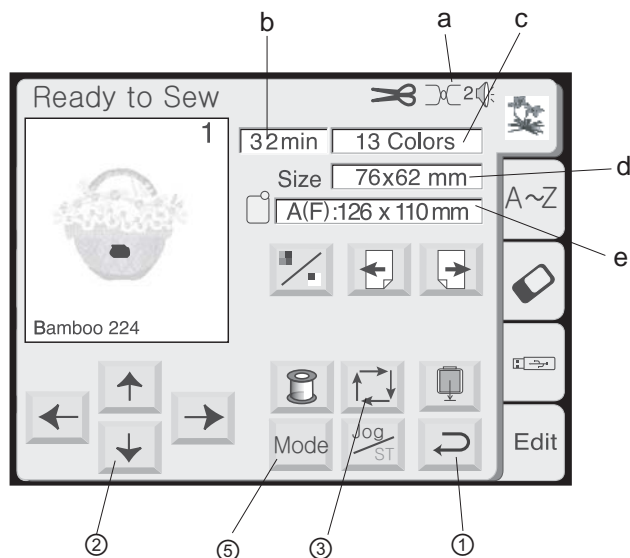 b a c
Ready to Sew
2
1
32min 13 Colors
Size 76x62 mm
d
A~Z
A(F):126 x 110mm
e
Bamboo 224
Mode
Jog
ST
Edit
② ⑤ ③ ①